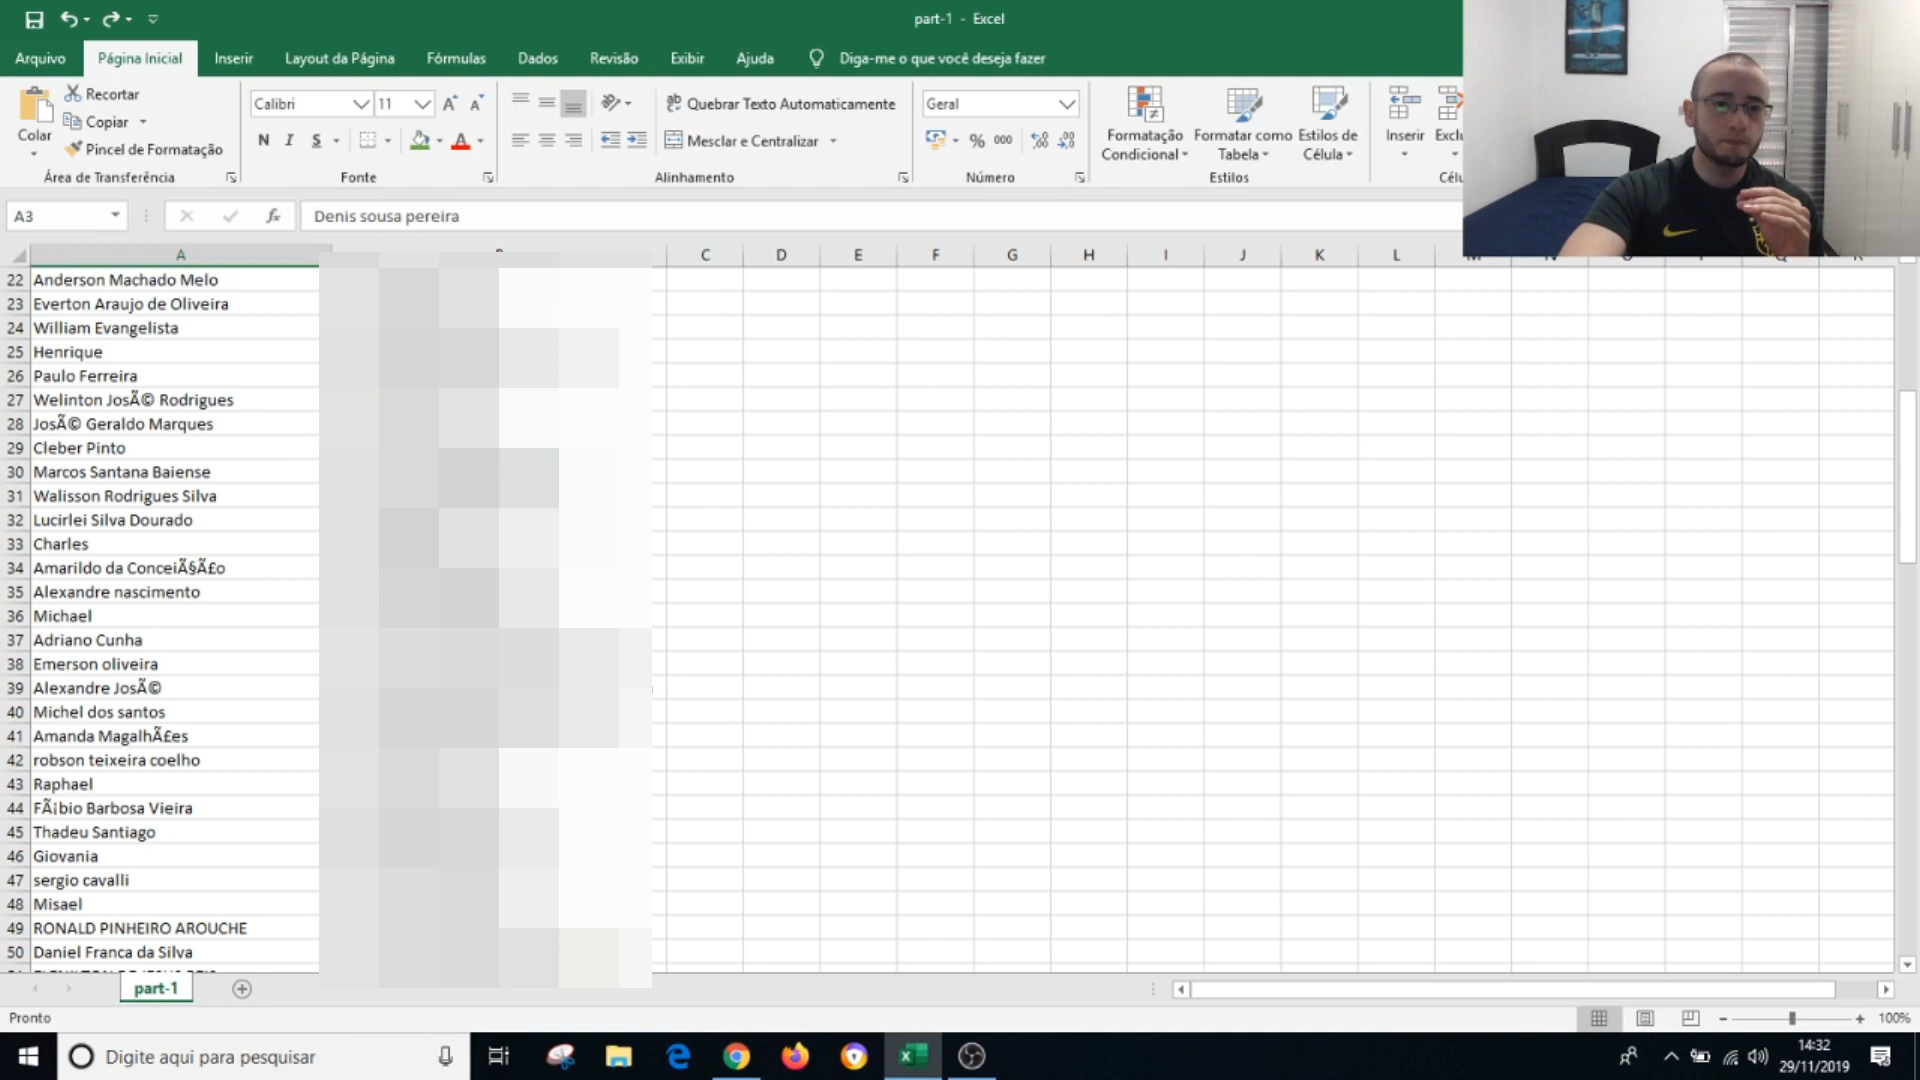 part-1 - Excel
Arquivo Página Inicial Inserir Layout da Página Fórmulas Dados Revisão Exibir Ajuda Diga-me o que você deseja fazer
Recortar
Copiar
Pincel de Formatação
Colar
Área de Transferência
Calibri 11
N I S
Fonte
Quebrar Texto Automaticamente
Mesclar e Centralizar
Alinhamento
Geral
% 000
Número
Formatação Condicional
Formatar como Tabela
Estilos de Célula
Estilos
Inserir
A3 fx Denis sousa pereira
A C D E F G H I J K L
22 Anderson Machado Melo
23 Everton Araujo de Oliveira
24 William Evangelista
25 Henrique
26 Paulo Ferreira
27 Welinton JosÃ© Rodrigues
28 JosÃ© Geraldo Marques
29 Cleber Pinto
30 Marcos Santana Baiense
31 Walisson Rodrigues Silva
32 Lucirlei Silva Dourado
33 Charles
34 Amarildo da ConceiÃ§Ã£o
35 Alexandre nascimento
36 Michael
37 Adriano Cunha
38 Emerson oliveira
39 Alexandre JosÃ©
40 Michel dos santos
41 Amanda MagalhÃ£es
42 robson teixeira coelho
43 Raphael
44 FÃ¡bio Barbosa Vieira
45 Thadeu Santiago
46 Giovania
47 sergio cavalli
48 Misael
49 RONALD PINHEIRO AROUCHE
50 Daniel Franca da Silva
part-1
Pronto
100%
Digite aqui para pesquisar
14:32
29/11/2019